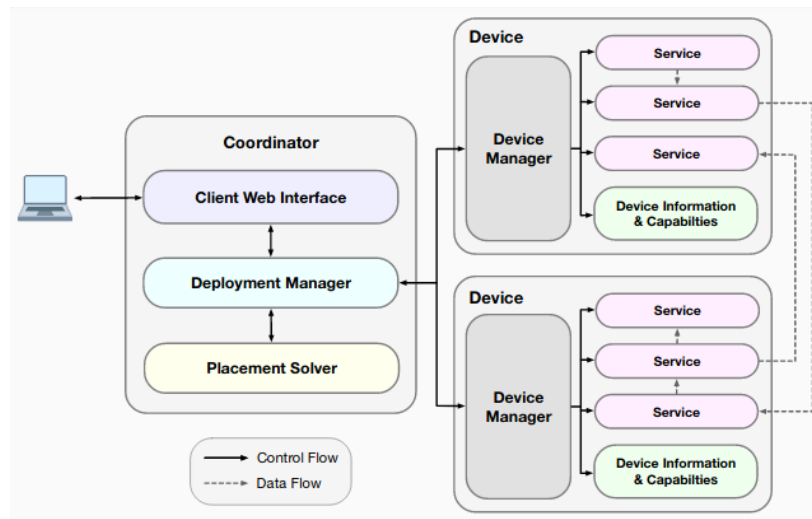 Coordinator
Client Web Interface
Deployment Manager
Placement Solver
Control Flow
Data Flow
Device
Device
Manager
Service
Service
Service
Device Information
& Capabilties
Device
Device
Manager
Service
Service
Service
Device Information
& Capabilties